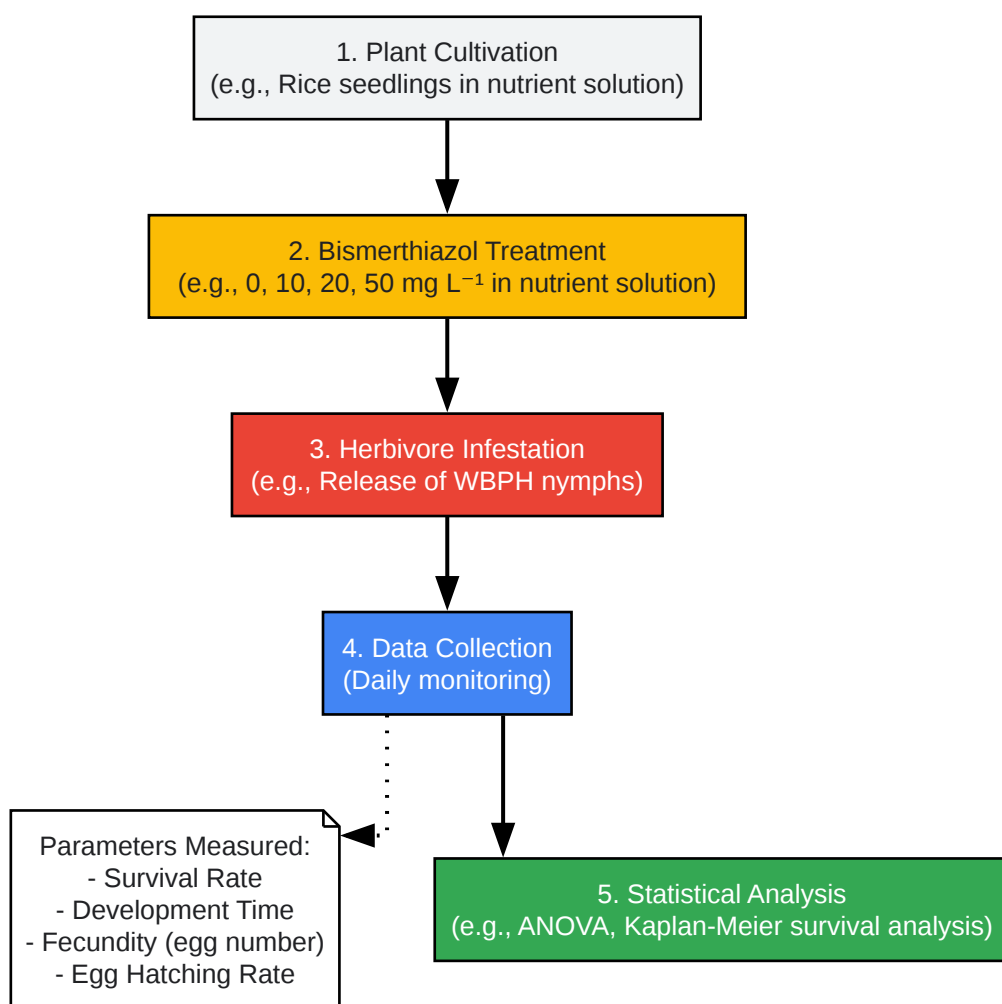 1. Plant Cultivation
(e.g., Rice seedlings in nutrient solution)
2. Bismerthiazol Treatment
(e.g., 0, 10, 20, 50 mg L⁻¹ in nutrient solution)
3. Herbivore Infestation
(e.g., Release of WBPH nymphs)
4. Data Collection
(Daily monitoring)
Parameters Measured:
- Survival Rate
- Development Time
- Fecundity (egg number)
- Egg Hatching Rate
5. Statistical Analysis
(e.g., ANOVA, Kaplan-Meier survival analysis)